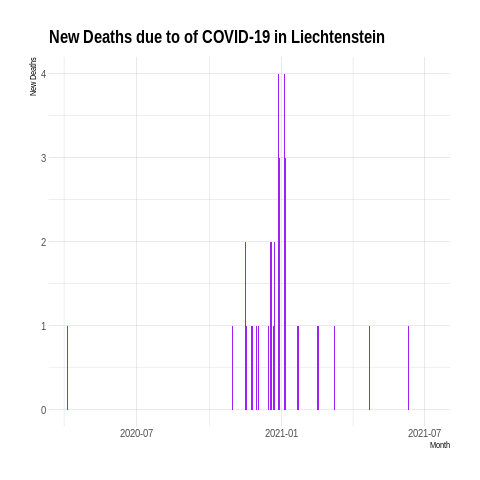 New Deaths due to of COVID-19 in Liechtenstein
New Deaths
4
3
2
1
0
2020-07
2021-01
2021-07
Month